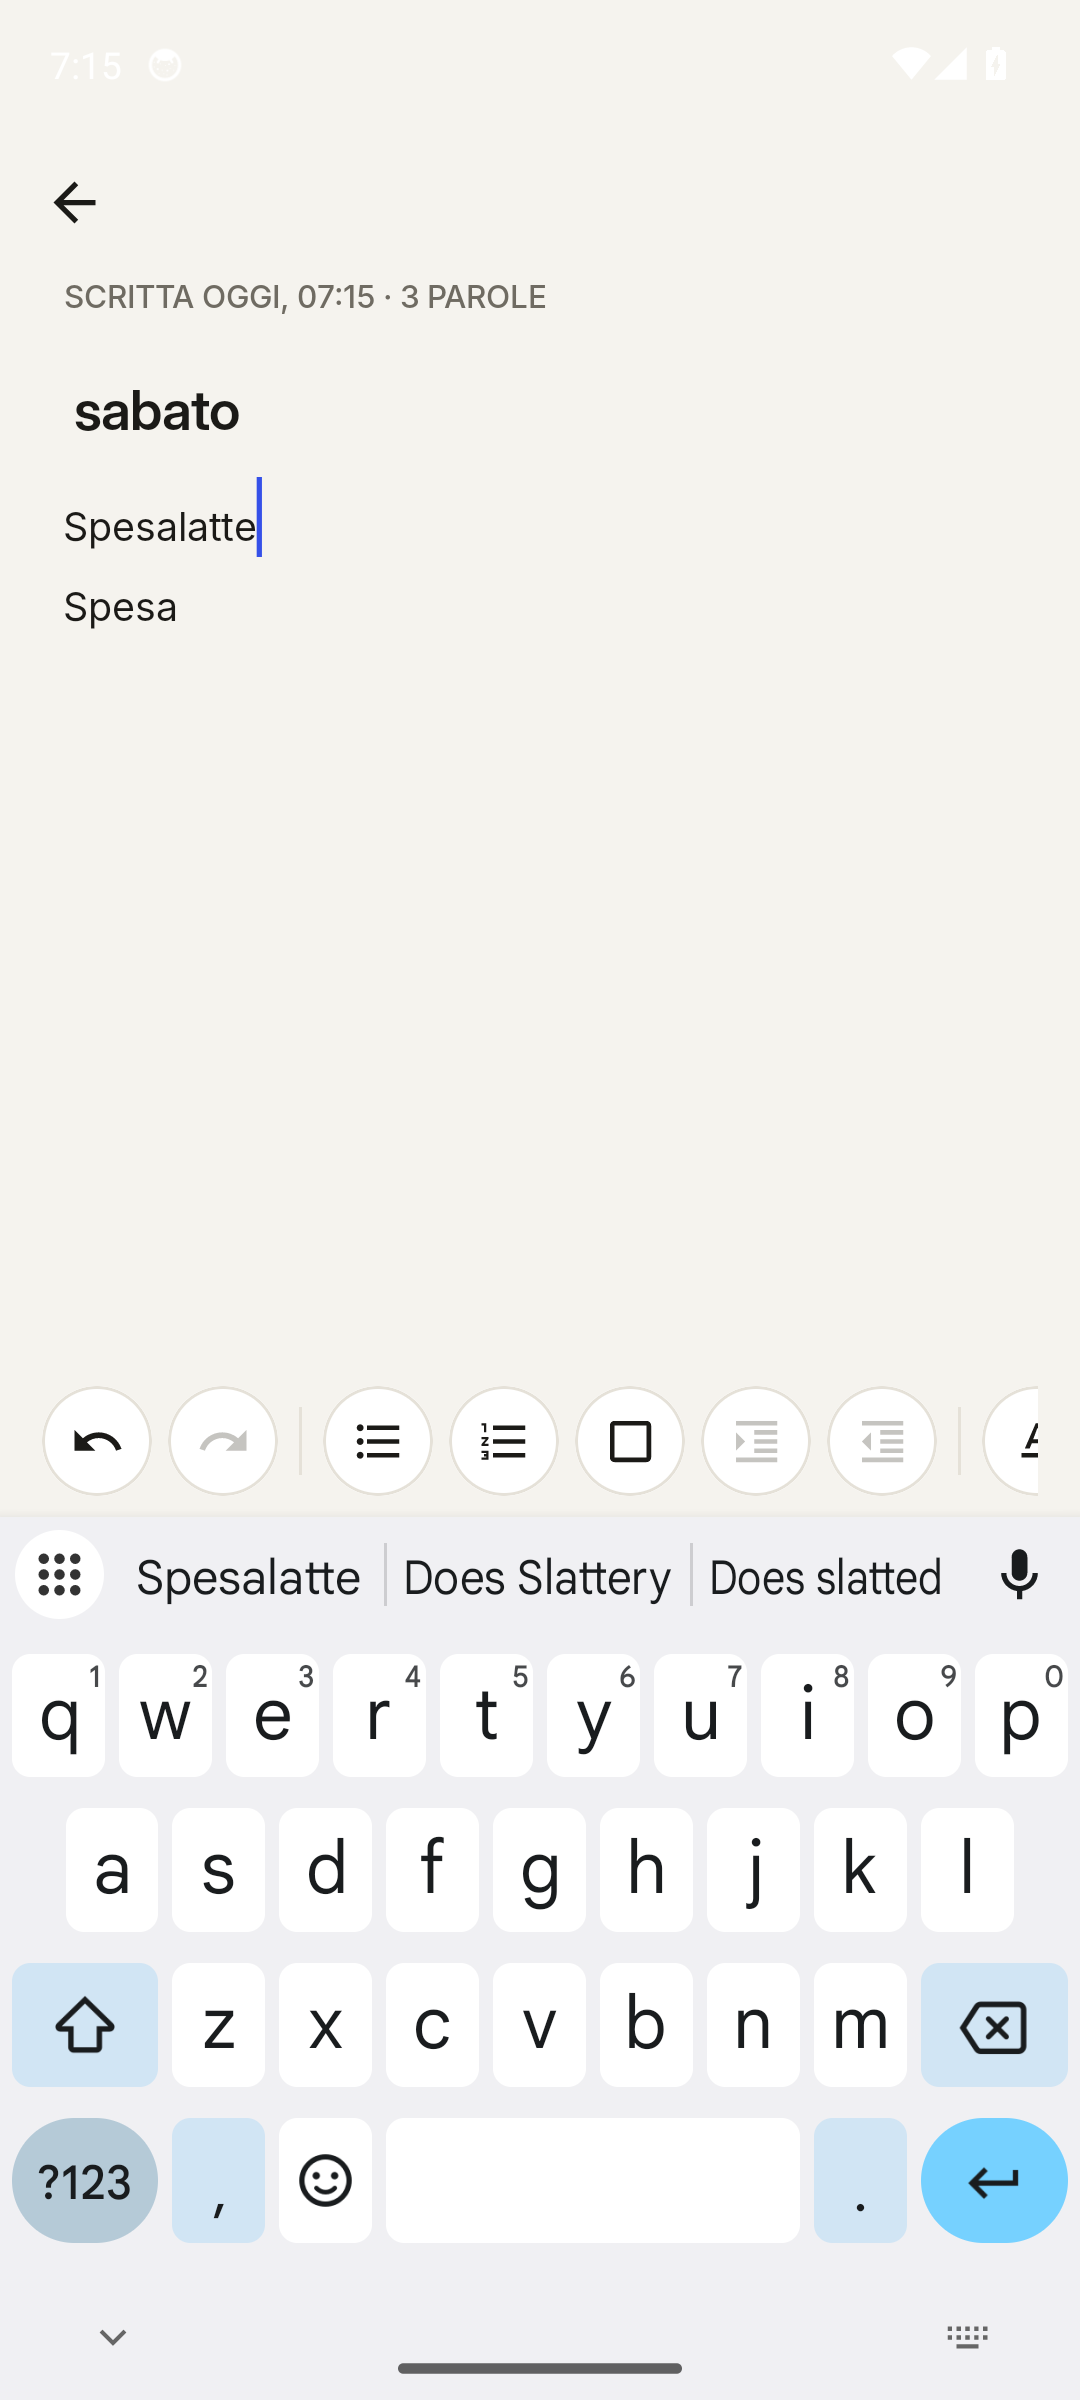 7:15
SCRITTA OGGI, 07:15 · 3 PAROLE
sabato
Spesalatte
Spesa
Spesalatte Does Slattery Does slatted
1 2 3 4 5 6 7 8 9 0
q w e r t y u i o p
a s d f g h j k l
z x c v b n m
?123 , .